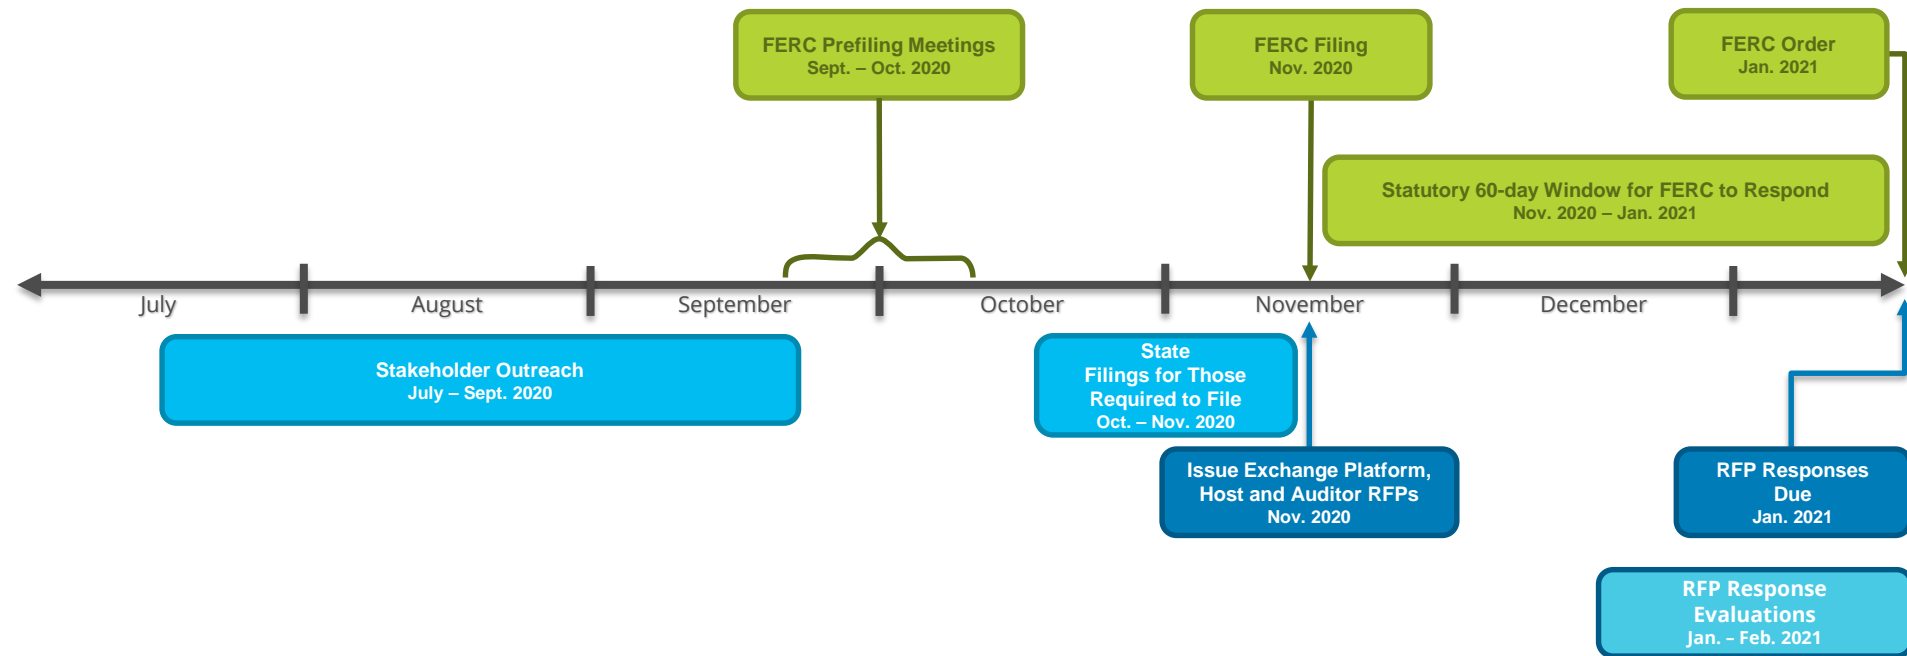 FERC Prefiling Meetings
Sept. – Oct. 2020
FERC Filing
Nov. 2020
FERC Order
Jan. 2021
Statutory 60-day Window for FERC to Respond
Nov. 2020 – Jan. 2021
July
August
September
October
November
December
Stakeholder Outreach
July – Sept. 2020
State
Filings for Those
Required to File
Oct. – Nov. 2020
Issue Exchange Platform,
Host and Auditor RFPs
Nov. 2020
RFP Responses
Due
Jan. 2021
RFP Response
Evaluations
Jan. – Feb. 2021